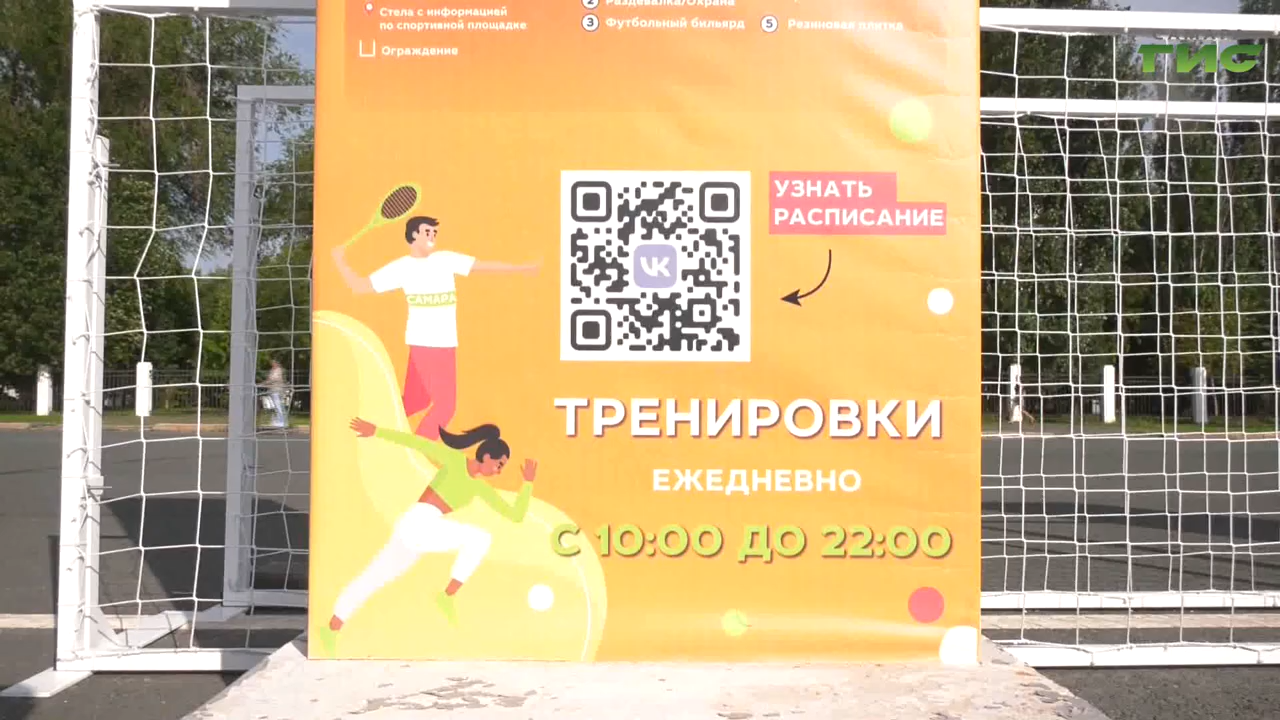 Стела с информацией
по спортивной площадке
Ограждение
2 Раздевалка/Охрана
3 Футбольный бильярд
5 Резиновая плитка
ТИС
УЗНАТЬ
РАСПИСАНИЕ
VK
САМАРА
ТРЕНИРОВКИ
ЕЖЕДНЕВНО
С 10:00 ДО 22:00